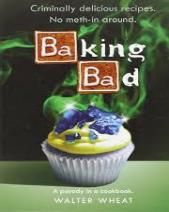 Criminally delicious recipes.
No meth-in around.
Baking
Bad
A parody in a cookbook.
WALTER WHEAT